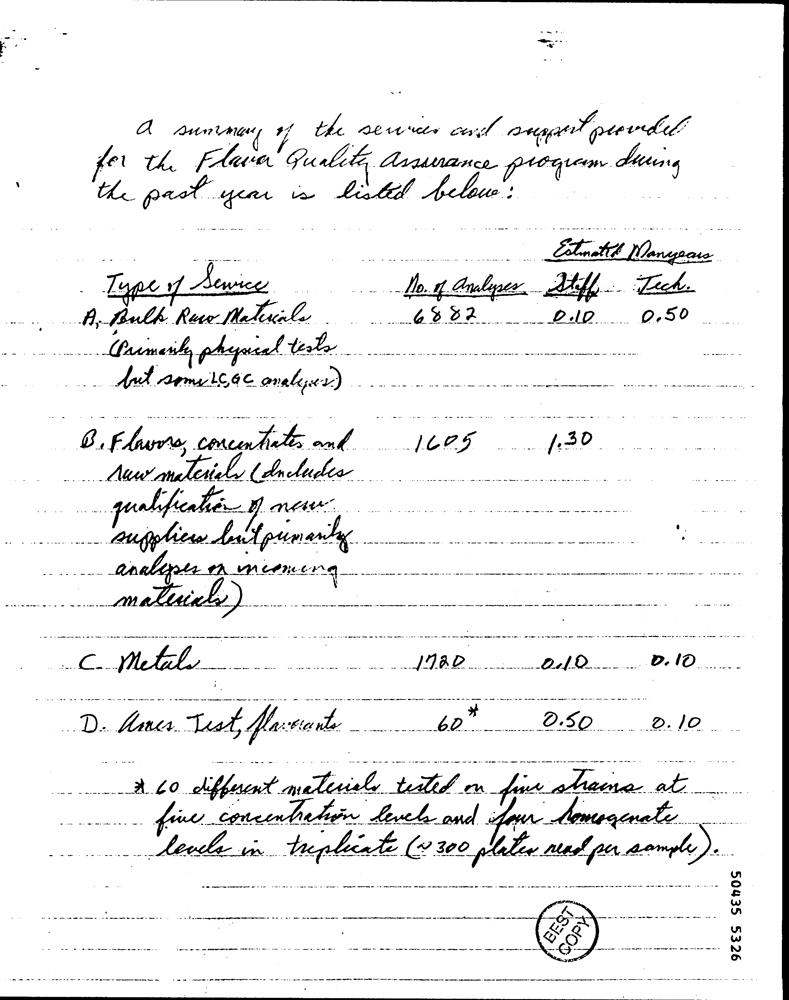 A summary of the services and support provided
for the Flavor Quality Assurance program during
the past year is listed below:
Estimated Manyears
Type of Service No. of Analyses Staff Tech.
A. Bulk Raw Materials 6882 0.10 0.50
(Primarily physical tests
but some LC, GC analyses)
B. Flavors, concentrates and 1605 1.30
raw materials (Includes
qualification of new
suppliers but primarily
analyses on incoming
materials)
C. Metals 1720 0.10 0.10
D. Ames Test, flavorants 60* 0.50 0.10
* 60 different materials tested on five strains at
five concentration levels and four homogenate
levels in triplicate (~300 plates read per sample).
BEST
COPY
50435 5326